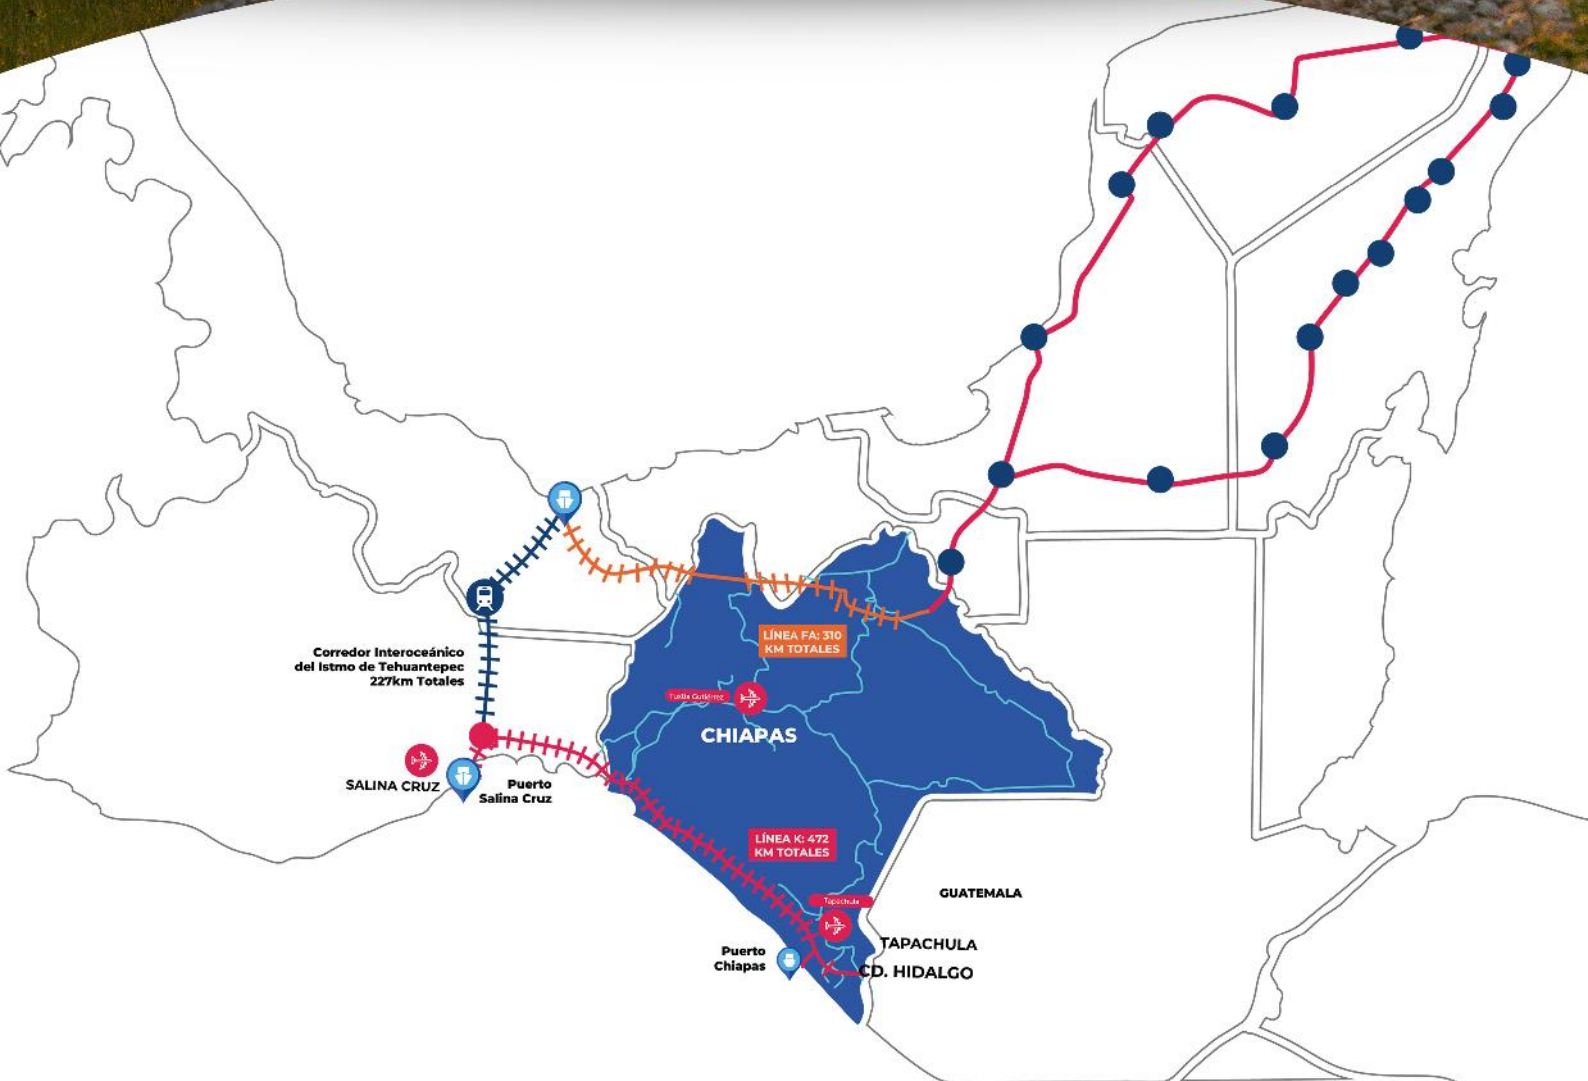 LÍNEA FA: 310
KM TOTALES
Corredor Interoceánico
del Istmo de Tehuantepec
227km Totales
Tuxtla Gutiérrez
CHIAPAS
SALINA CRUZ
Puerto
Salina Cruz
LÍNEA K: 472
KM TOTALES
GUATEMALA
Tapachula
TAPACHULA
Puerto
Chiapas
CD. HIDALGO